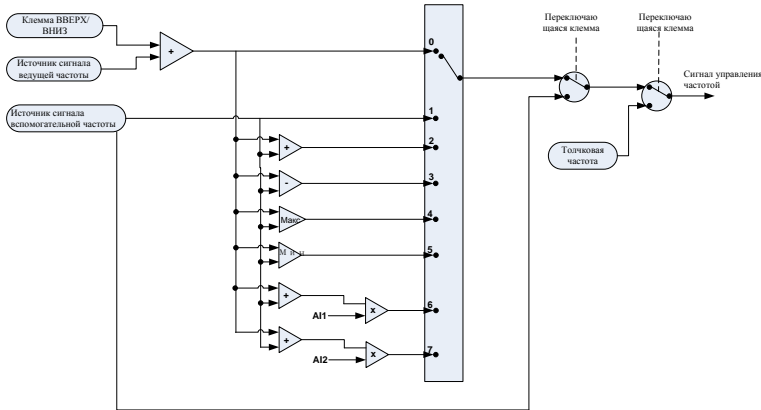 Клемма ВВЕРХ/
ВНИЗ
Источник сигнала
ведущей частоты
+
Источник сигнала
вспомогательной частоты
+
-
Макс
Мин
+
AI1
x
+
AI2
x
0
1
2
3
4
5
6
7
Переключаю
щаяся клемма
Переключаю
щаяся клемма
Сигнал управления
частотой
Толчковая
частота